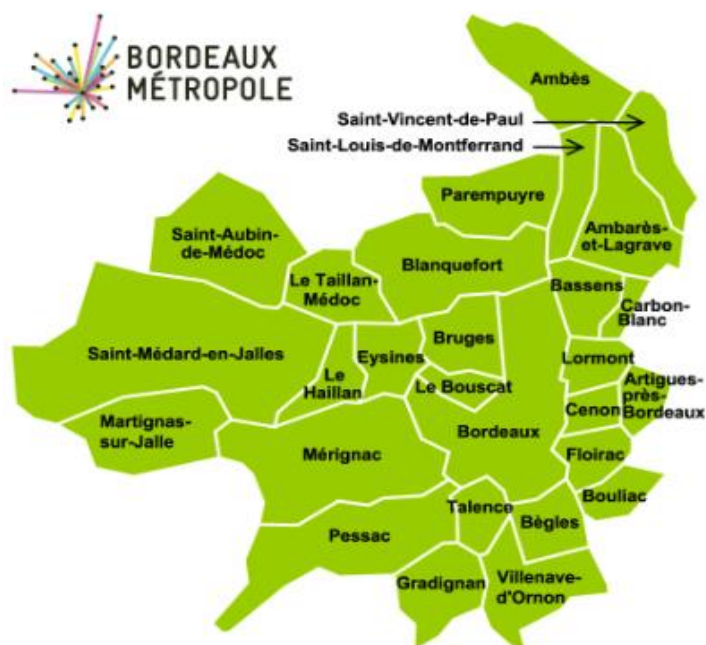 BORDEAUX
MÉTROPOLE
Ambès
Saint-Vincent-de-Paul
Saint-Louis-de-Montferrand
Parempuyre
Saint-Aubin-
de-Médoc
Ambarès-
et-Lagrave
Le Taillan-
Médoc
Blanquefort
Bassens
Carbon-
Blanc
Saint-Médard-en-Jalles
Eysines
Bruges
Lormont
Le
Haillan
Le Bouscat
Artigues-
près-
Bordeaux
Cenon
Martignas-
sur-Jalle
Bordeaux
Mérignac
Floirac
Bouliac
Talence
Bègles
Pessac
Gradignan
Villenave-
d'Ornon